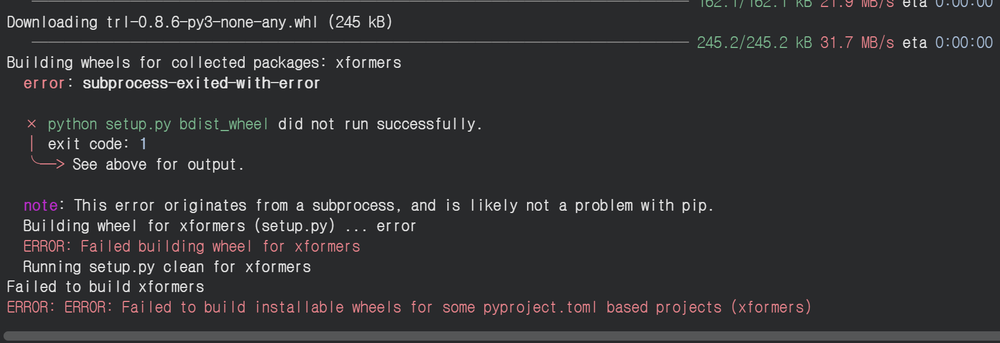 162.1/162.1 kB 21.9 MB/s eta 0:00:00
Downloading trl-0.8.6-py3-none-any.whl (245 kB)
245.2/245.2 kB 31.7 MB/s eta 0:00:00
Building wheels for collected packages: xformers
error: subprocess-exited-with-error
× python setup.py bdist_wheel did not run successfully.
│ exit code: 1
╰─> See above for output.
note: This error originates from a subprocess, and is likely not a problem with pip.
Building wheel for xformers (setup.py) ... error
ERROR: Failed building wheel for xformers
Running setup.py clean for xformers
Failed to build xformers
ERROR: ERROR: Failed to build installable wheels for some pyproject.toml based projects (xformers)